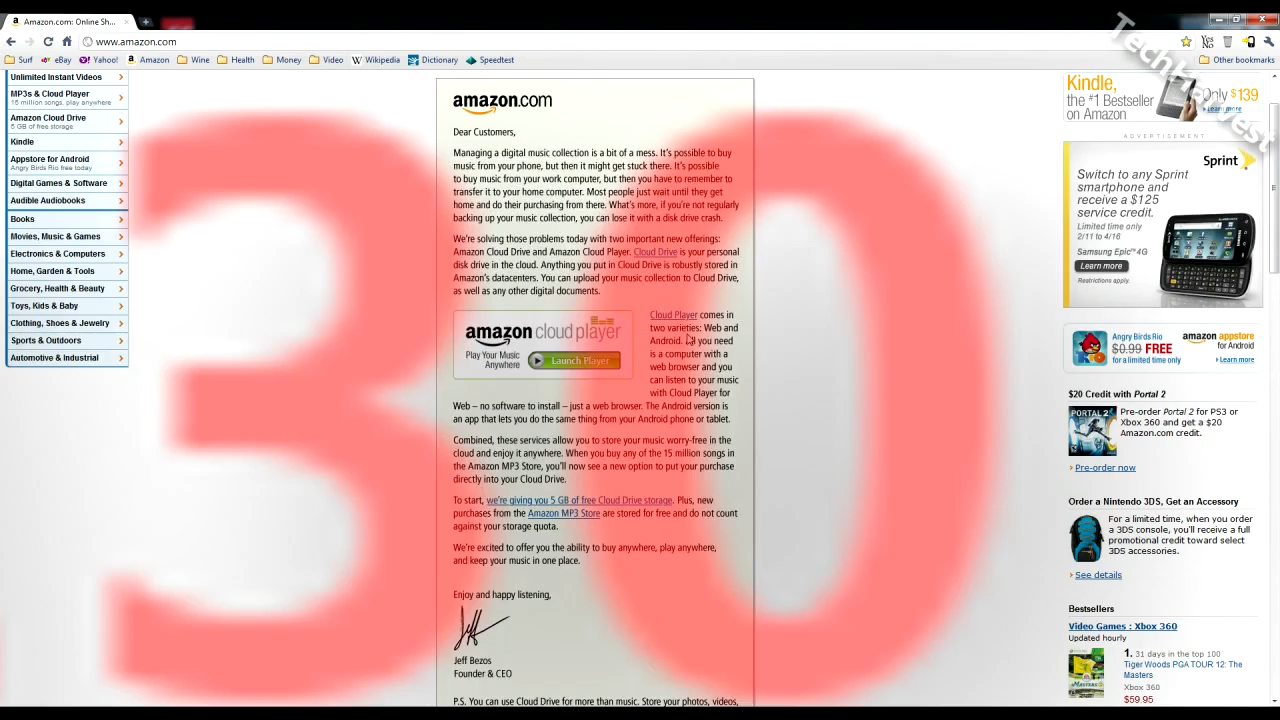 Amazon.com: Online Sh...
www.amazon.com
Yes
No
Surf
eBay
Yahoo!
Amazon
Wine
Health
Money
Video
Wikipedia
Dictionary
Speedtest
Other bookmarks
TechHarvest
Unlimited Instant Videos
MP3s & Cloud Player
15 million songs, play anywhere
Amazon Cloud Drive
5 GB of free storage
Kindle
Appstore for Android
Angry Birds Rio free today
Digital Games & Software
Audible Audiobooks
Books
Movies, Music & Games
Electronics & Computers
Home, Garden & Tools
Grocery, Health & Beauty
Toys, Kids & Baby
Clothing, Shoes & Jewelry
Sports & Outdoors
Automotive & Industrial
amazon.com
Dear Customers,
Managing a digital music collection is a bit of a mess. It's possible to buy
music from your phone, but then it might get stuck there. It's possible
to buy music from your work computer, but then you have to remember to
transfer it to your home computer. Most people just wait until they get
home and do their purchasing from there. What's more, if you're not regularly
backing up your music collection, you can lose it with a disk drive crash.
We're solving those problems today with two important new offerings:
Amazon Cloud Drive and Amazon Cloud Player. Cloud Drive is your personal
disk drive in the cloud. Anything you put in Cloud Drive is robustly stored in
Amazon's datacenters. You can upload your music collection to Cloud Drive,
as well as any other digital documents.
amazon cloud player
Play Your Music
Anywhere
Launch Player
Cloud Player comes in
two varieties: Web and
Android. All you need
is a computer with a
web browser and you
can listen to your music
with Cloud Player for
Web – no software to install – just a web browser. The Android version is
an app that lets you do the same thing from your Android phone or tablet.
Combined, these services allow you to store your music worry-free in the
cloud and enjoy it anywhere. When you buy any of the 15 million songs in
the Amazon MP3 Store, you'll now see a new option to put your purchase
directly into your Cloud Drive.
To start, we're giving you 5 GB of free Cloud Drive storage. Plus, new
purchases from the Amazon MP3 Store are stored for free and do not count
against your storage quota.
We're excited to offer you the ability to buy anywhere, play anywhere,
and keep your music in one place.
Enjoy and happy listening,
Jeff
Jeff Bezos
Founder & CEO
P.S. You can use Cloud Drive for more than music. Store your photos, videos,
Kindle,
the #1 Bestseller
on Amazon
Only $139
Learn more
ADVERTISEMENT
Sprint
Switch to any Sprint
smartphone and
receive a $125
service credit.
Limited time only
2/11 to 4/16
Samsung Epic™ 4G
Learn more
Restrictions apply.
Angry Birds Rio
$0.99 FREE
for a limited time only
amazon appstore
for Android
Learn more
$20 Credit with Portal 2
PORTAL 2
Pre-order Portal 2 for PS3 or
Xbox 360 and get a $20
Amazon.com credit.
Pre-order now
Order a Nintendo 3DS, Get an Accessory
For a limited time, when you order
a 3DS console, you'll receive a full
promotional credit toward select
3DS accessories.
See details
Bestsellers
Video Games : Xbox 360
Updated hourly
1. 31 days in the top 100
Tiger Woods PGA TOUR 12: The
Masters
Xbox 360
$59.95